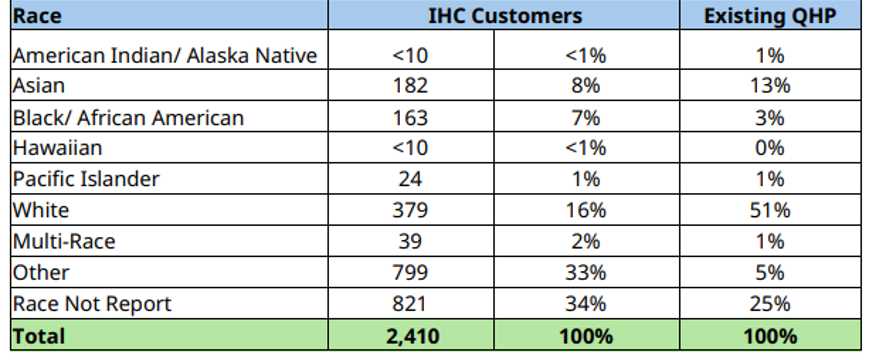 Race IHC Customers Existing QHP
American Indian/ Alaska Native <10 <1% 1%
Asian 182 8% 13%
Black/ African American 163 7% 3%
Hawaiian <10 <1% 0%
Pacific Islander 24 1% 1%
White 379 16% 51%
Multi-Race 39 2% 1%
Other 799 33% 5%
Race Not Report 821 34% 25%
Total 2,410 100% 100%